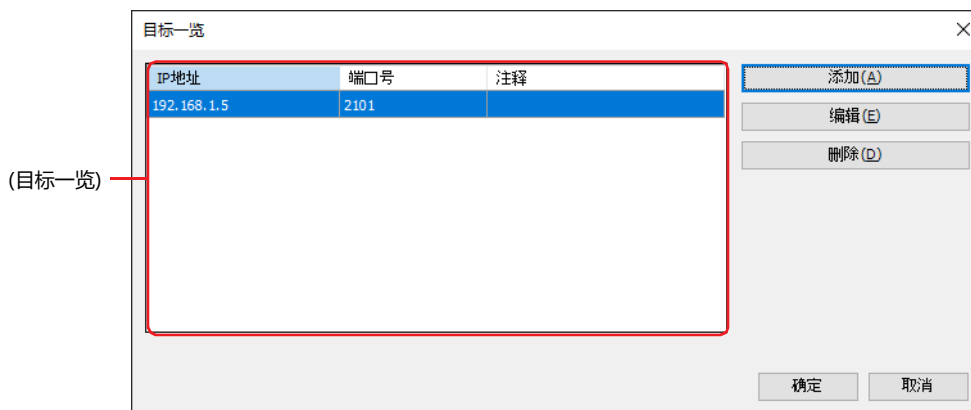 目标一览
IP地址 端口号 注释
192.168.1.5 2101
添加(A)
编辑(E)
删除(D)
(目标一览)
确定 取消